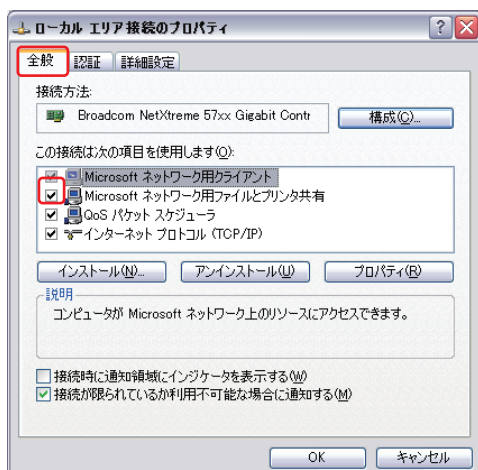 ローカル エリア接続のプロパティ
全般 認証 詳細設定
接続方法:
Broadcom NetXtreme 57xx Gigabit Contr 構成(C)...
この接続は次の項目を使用します(O):
Microsoft ネットワーク用クライアント
Microsoft ネットワーク用ファイルとプリンタ共有
QoS パケット スケジューラ
インターネット プロトコル (TCP/IP)
インストール(N)... アンインストール(U) プロパティ(R)
説明
コンピュータが Microsoft ネットワーク上のリソースにアクセスできます。
接続時に通知領域にインジケータを表示する(W)
接続が限られているか利用不可能な場合に通知する(M)
OK キャンセル